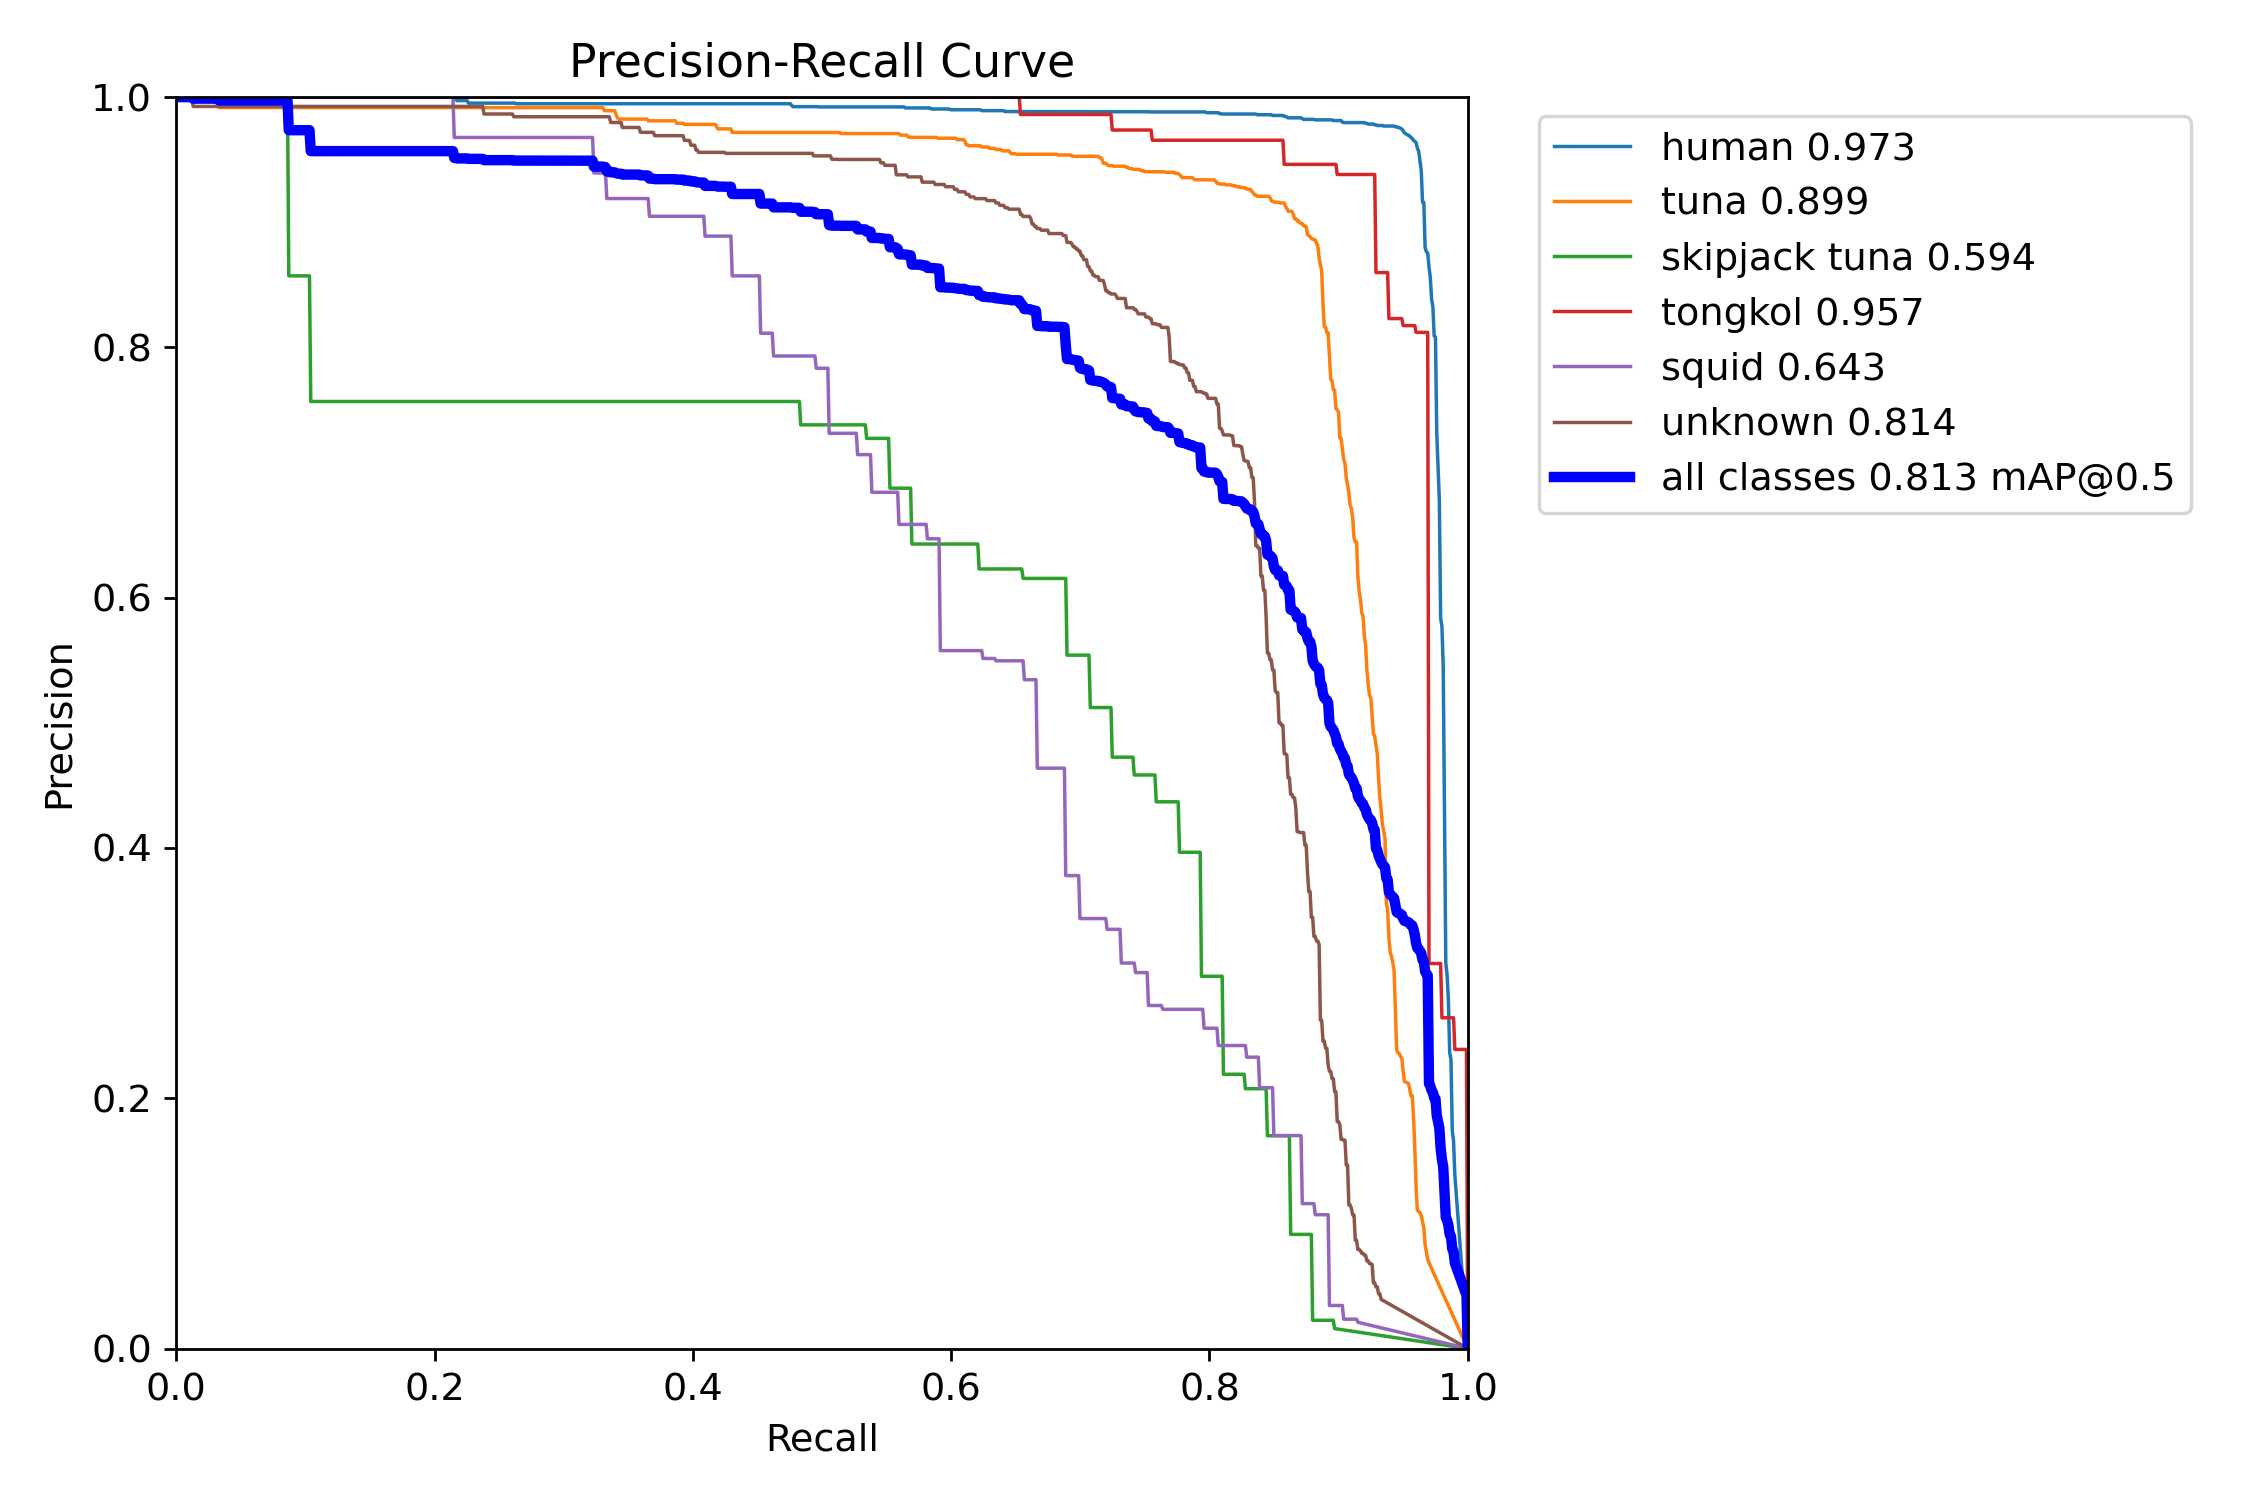 Precision-Recall Curve
1.0
0.8
0.6
0.4
0.2
0.0
Precision
0.0 0.2 0.4 0.6 0.8 1.0
Recall
human 0.973
tuna 0.899
skipjack tuna 0.594
tongkol 0.957
squid 0.643
unknown 0.814
all classes 0.813 mAP@0.5